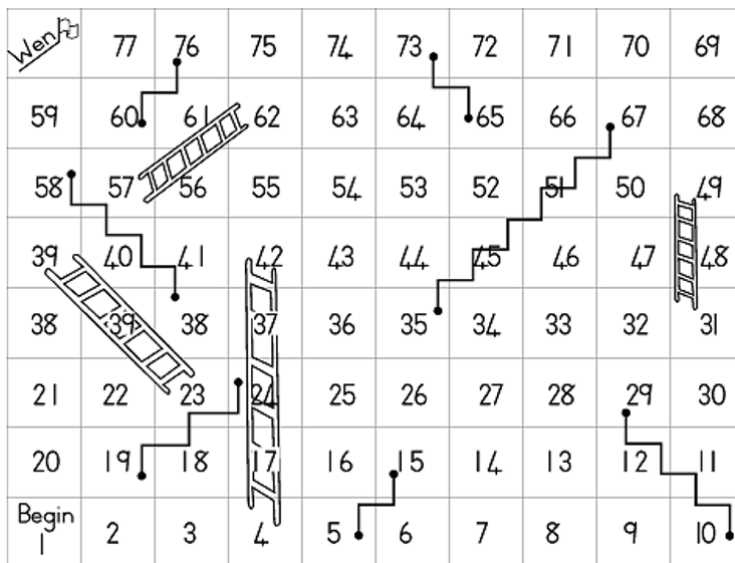 Wen
77 76 75 74 73 72 71 70 69
59 60 61 62 63 64 65 66 67 68
58 57 56 55 54 53 52 51 50 49
39 40 41 42 43 44 45 46 47 48
38 39 38 37 36 35 34 33 32 31
21 22 23 24 25 26 27 28 29 30
20 19 18 17 16 15 14 13 12 11
Begin
1 2 3 4 5 6 7 8 9 10